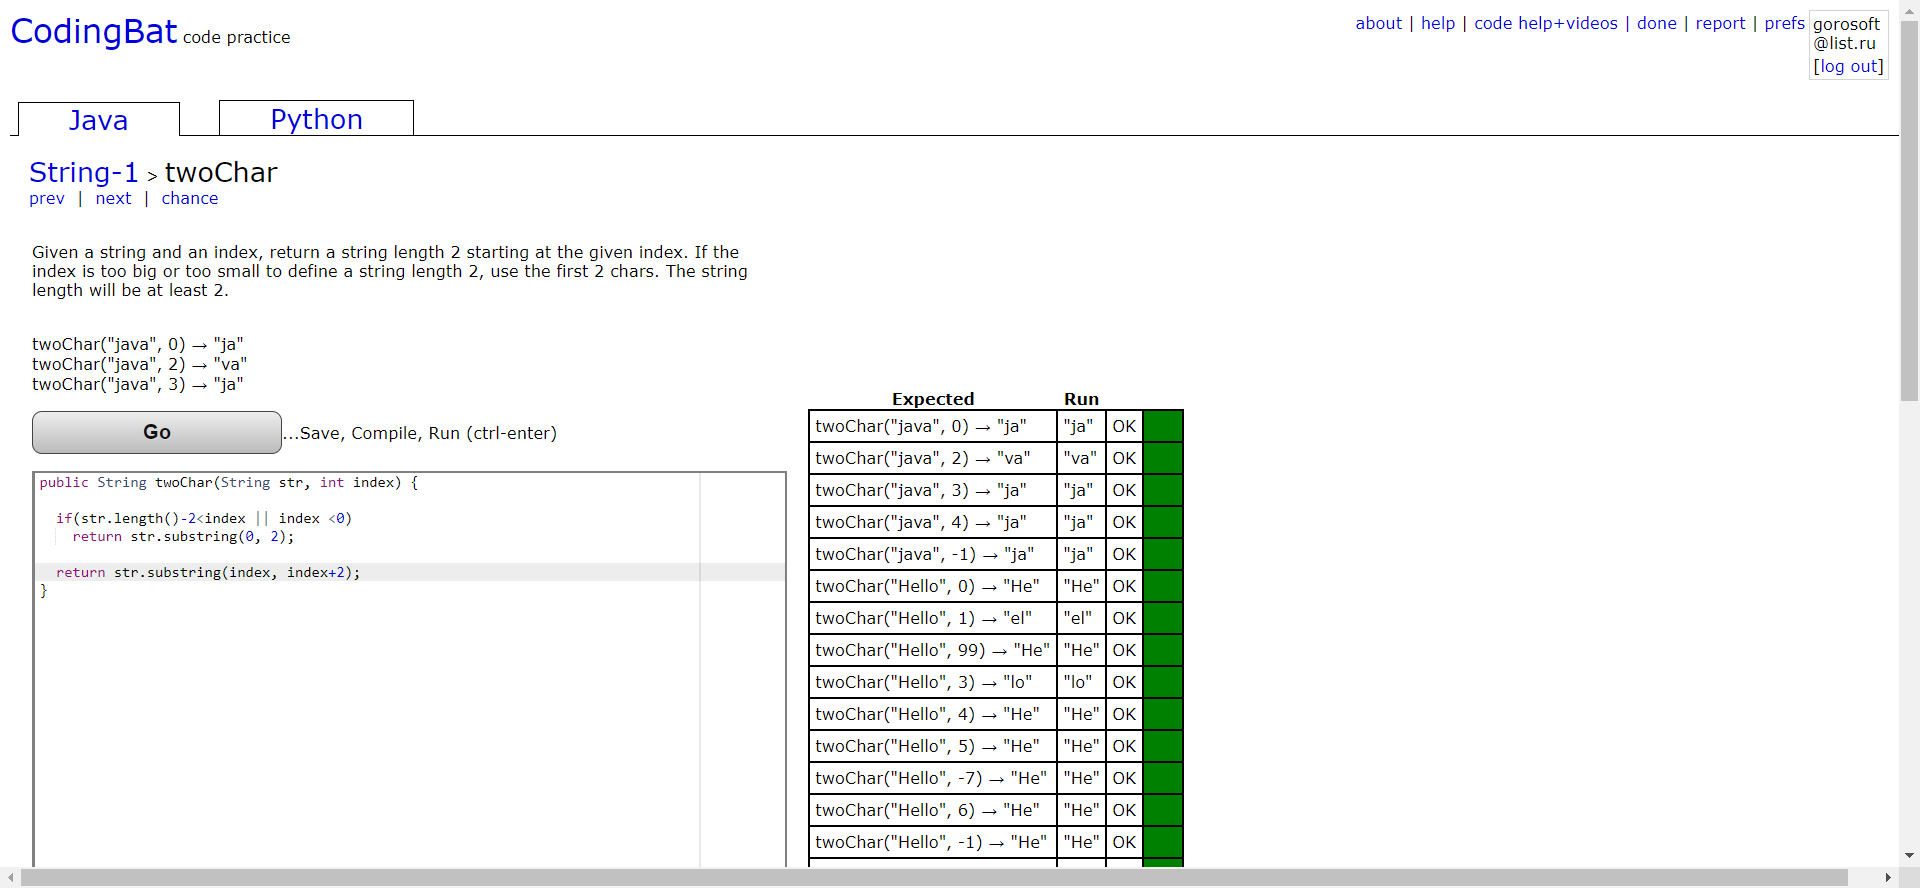 CodingBat code practice
about | help | code help+videos | done | report | prefs
gorosoft
@list.ru
[log out]
Java
Python
String-1 > twoChar
prev | next | chance
Given a string and an index, return a string length 2 starting at the given index. If the
index is too big or too small to define a string length 2, use the first 2 chars. The string
length will be at least 2.
twoChar("java", 0) → "ja"
twoChar("java", 2) → "va"
twoChar("java", 3) → "ja"
Go
...Save, Compile, Run (ctrl-enter)
public String twoChar(String str, int index) {
if(str.length()-2<index || index <0)
return str.substring(0, 2);
return str.substring(index, index+2);
}
Expected Run
twoChar("java", 0) → "ja" "ja" OK
twoChar("java", 2) → "va" "va" OK
twoChar("java", 3) → "ja" "ja" OK
twoChar("java", 4) → "ja" "ja" OK
twoChar("java", -1) → "ja" "ja" OK
twoChar("Hello", 0) → "He" "He" OK
twoChar("Hello", 1) → "el" "el" OK
twoChar("Hello", 99) → "He" "He" OK
twoChar("Hello", 3) → "lo" "lo" OK
twoChar("Hello", 4) → "He" "He" OK
twoChar("Hello", 5) → "He" "He" OK
twoChar("Hello", -7) → "He" "He" OK
twoChar("Hello", 6) → "He" "He" OK
twoChar("Hello", -1) → "He" "He" OK